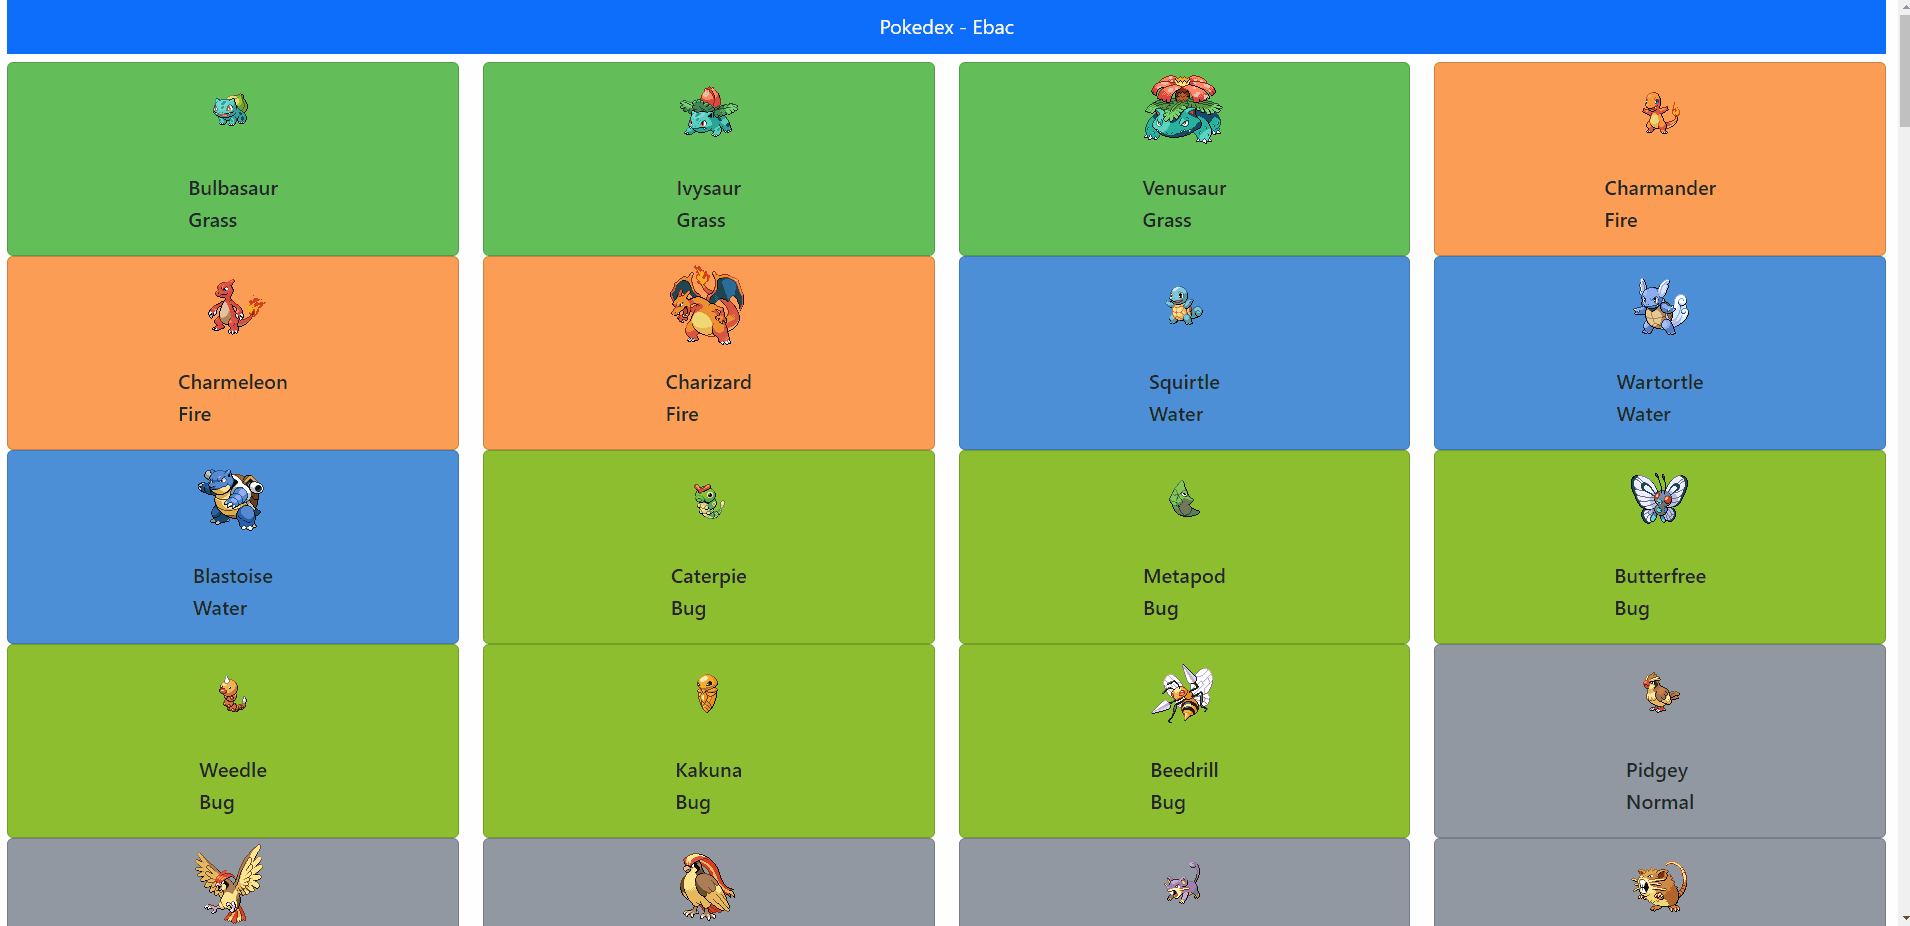 Pokedex - Ebac
Bulbasaur
Grass
Ivysaur
Grass
Venusaur
Grass
Charmander
Fire
Charmeleon
Fire
Charizard
Fire
Squirtle
Water
Wartortle
Water
Blastoise
Water
Caterpie
Bug
Metapod
Bug
Butterfree
Bug
Weedle
Bug
Kakuna
Bug
Beedrill
Bug
Pidgey
Normal